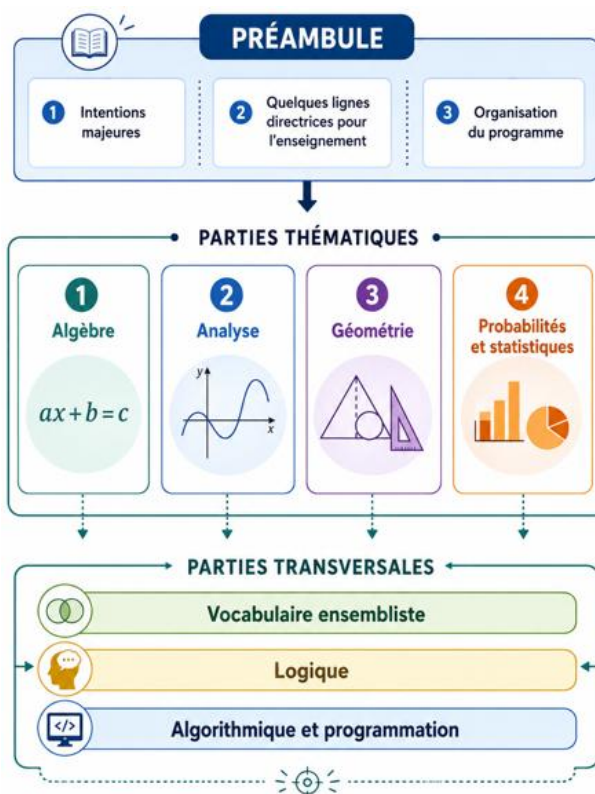 PRÉAMBULE
1 Intentions
majeures
2 Quelques lignes
directrices pour
l'enseignement
3 Organisation
du programme
PARTIES THÉMATIQUES
1
Algèbre
ax + b = c
2
Analyse
y
x
3
Géométrie
4
Probabilités
et statistiques
PARTIES TRANSVERSALES
Vocabulaire ensembliste
Logique
</>
Algorithmique et programmation